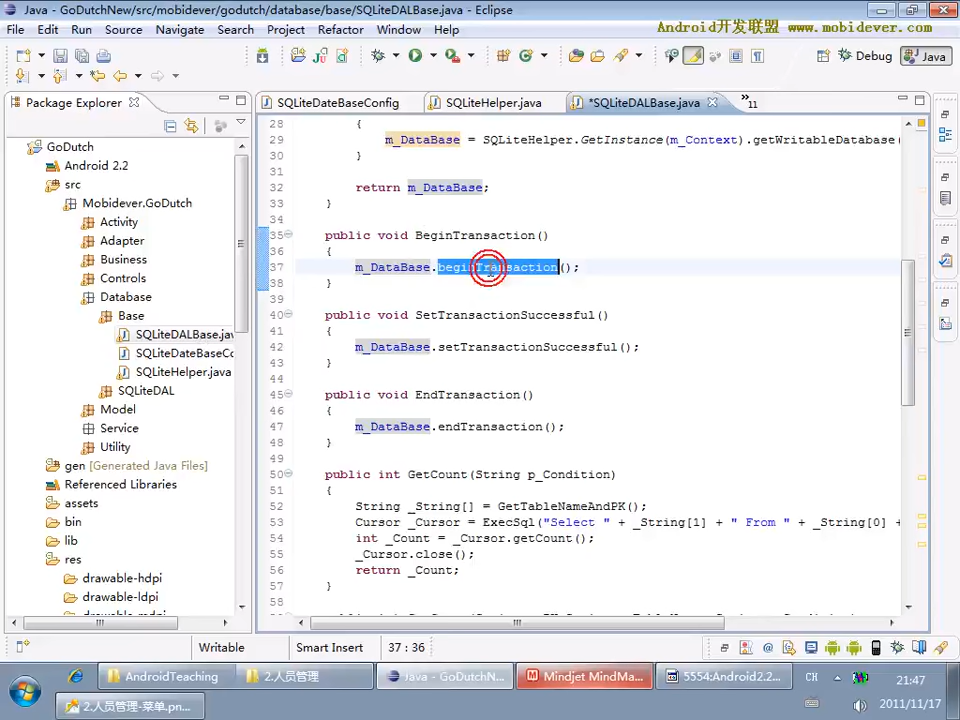 Java - GoDutchNew/src/mobidever/godutch/database/base/SQLiteDALBase.java - Eclipse
File Edit Run Source Navigate Search Project Refactor Window Help
Android开发联盟 www.mobidever.com
Debug Java
Package Explorer
SQLiteDateBaseConfig SQLiteHelper.java *SQLiteDALBase.java »11
GoDutch
Android 2.2
src
Mobidever.GoDutch
Activity
Adapter
Business
Controls
Database
Base
SQLiteDALBase.jav
SQLiteDateBaseCo
SQLiteHelper.java
SQLiteDAL
Model
Service
Utility
gen [Generated Java Files]
Referenced Libraries
assets
bin
lib
res
drawable-hdpi
drawable-ldpi
drawable-mdpi
28 {
29 m_DataBase = SQLiteHelper.GetInstance(m_Context).getWritableDatabase(
30 }
31
32 return m_DataBase;
33 }
34
35 public void BeginTransaction()
36 {
37 m_DataBase.beginTransaction();
38 }
39
40 public void SetTransactionSuccessful()
41 {
42 m_DataBase.setTransactionSuccessful();
43 }
44
45 public void EndTransaction()
46 {
47 m_DataBase.endTransaction();
48 }
49
50 public int GetCount(String p_Condition)
51 {
52 String _String[] = GetTableNameAndPK();
53 Cursor _Cursor = ExecSql("Select " + _String[1] + " From " + _String[0] +
54 int _Count = _Cursor.getCount();
55 _Cursor.close();
56 return _Count;
57 }
Writable Smart Insert 37 : 36
AndroidTeaching 2.人员管理 Java - GoDutchN... Mindjet MindMa... 5554:Android2.2... CH 21:47
2.人员管理-菜单.pn... 2011/11/17